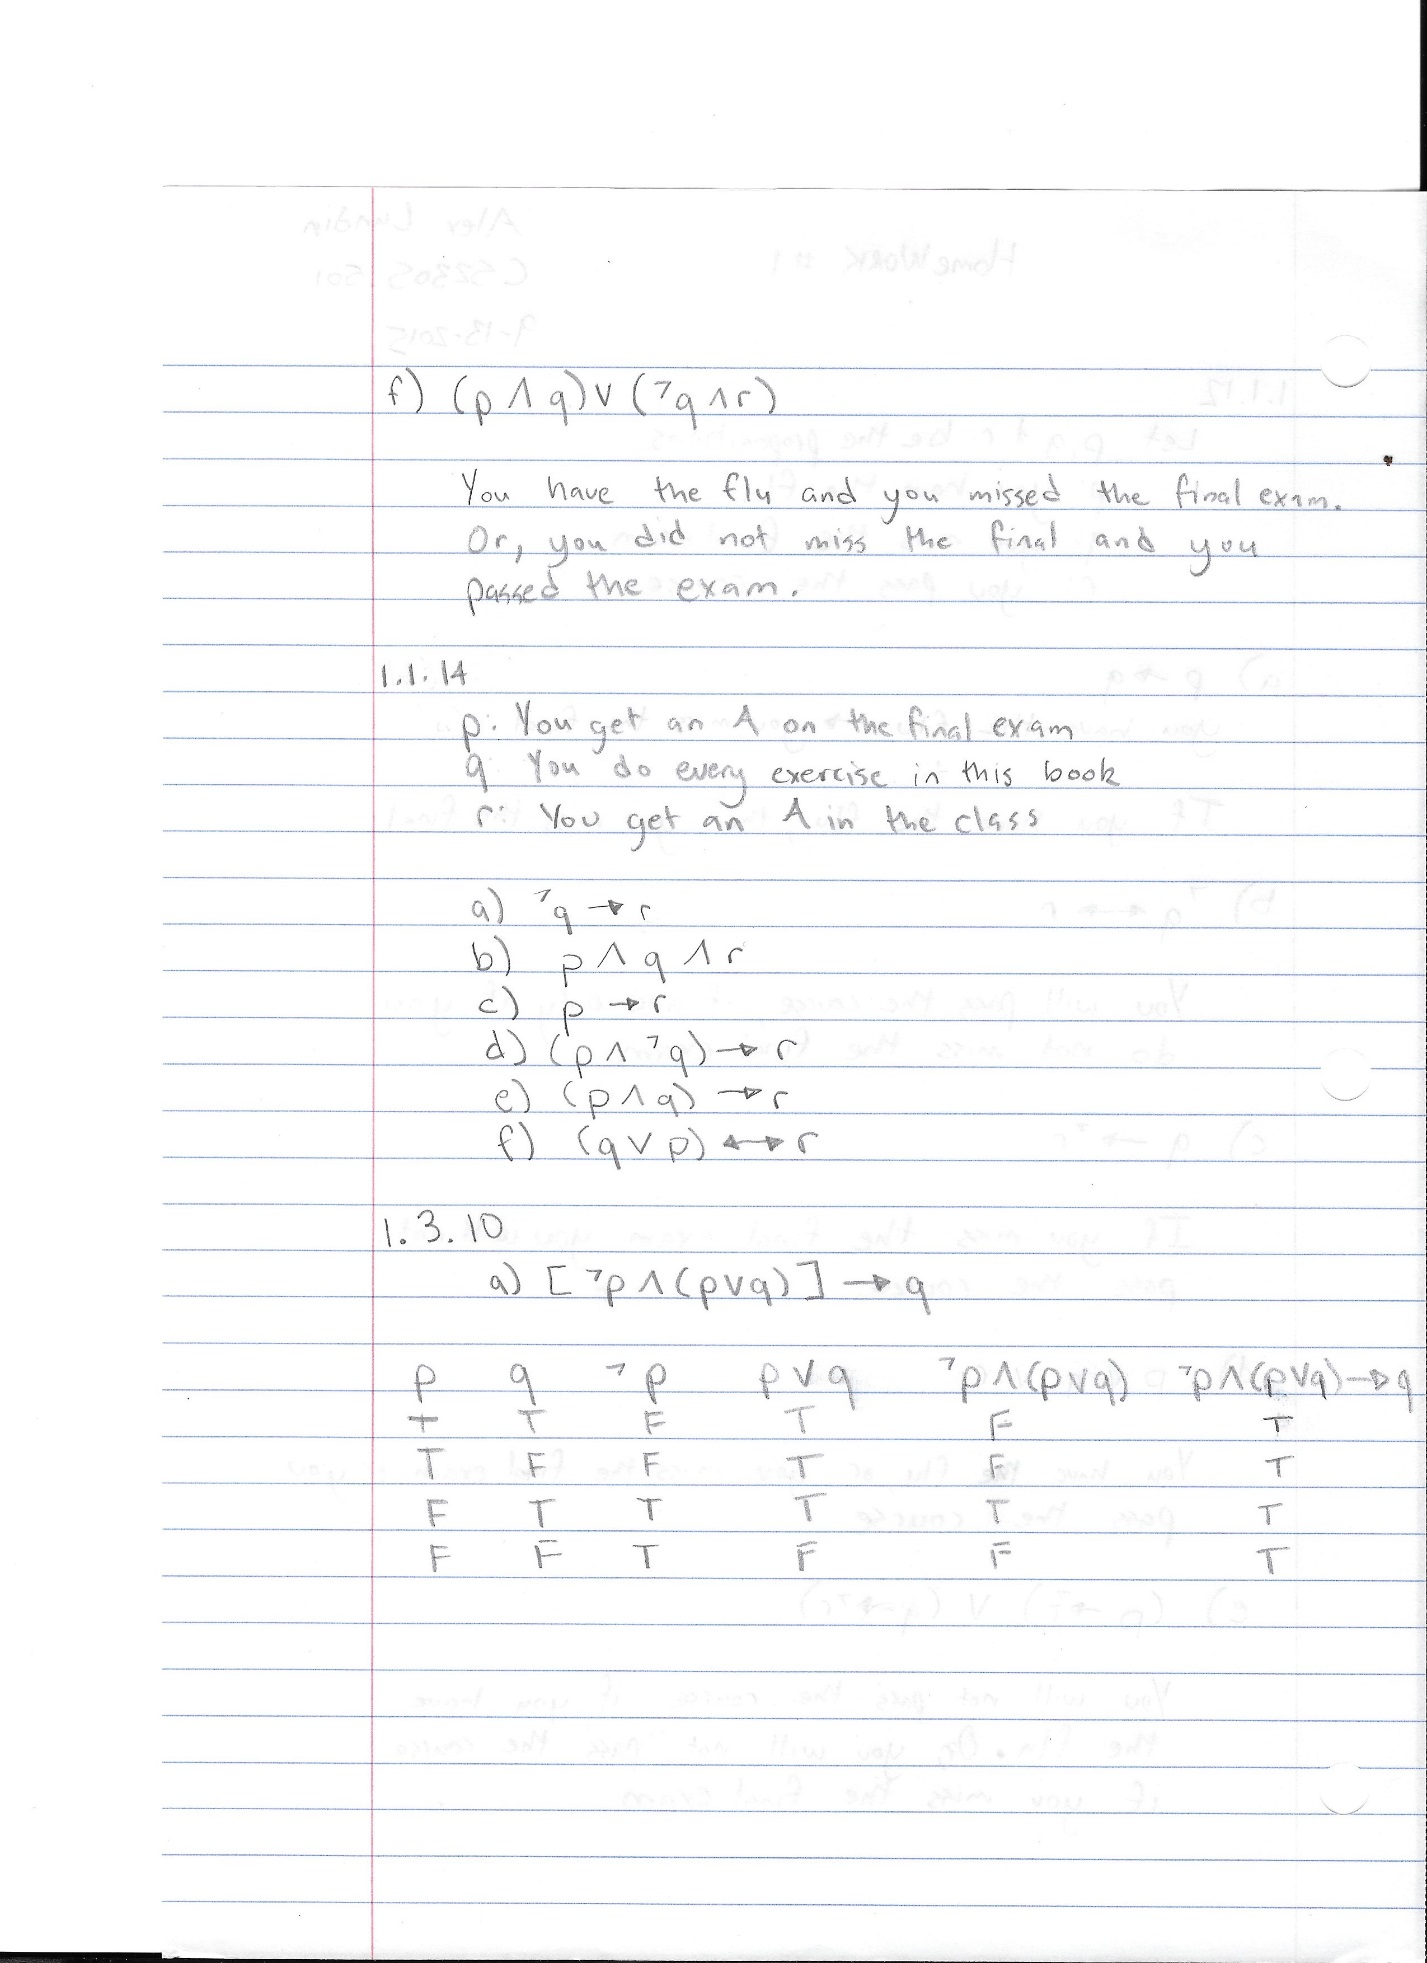 f) (p ∧ q) ∨ (¬q ∧ r)
You have the flu and you missed the final exam.
Or, you did not miss the final and you
passed the exam.
1.1.14
p: You get an A on the final exam
q You do every exercise in this book
r: You get an A in the class
a) ¬q → r
b) p ∧ q ∧ r
c) p → r
d) (p ∧ ¬q) → r
e) (p ∧ q) → r
f) (q ∨ p) ↔ r
1.3.10
a) [¬p ∧ (p ∨ q)] → q
p q ¬p p ∨ q ¬p ∧ (p ∨ q) ¬p ∧ (p ∨ q) → q
T T F T F T
T F F T F T
F T T T T T
F F T F F T